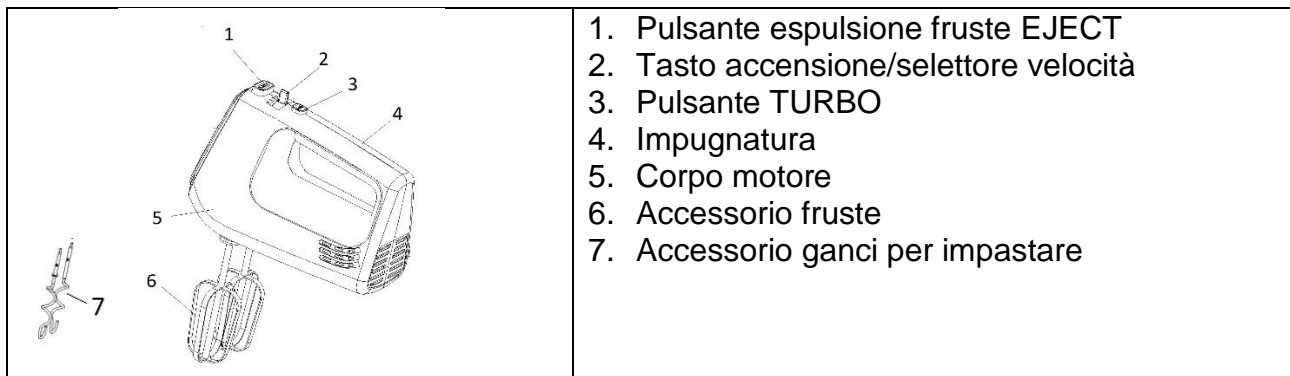 1
2
3
4
5
6
7
1. Pulsante espulsione fruste EJECT
2. Tasto accensione/selettore velocità
3. Pulsante TURBO
4. Impugnatura
5. Corpo motore
6. Accessorio fruste
7. Accessorio ganci per impastare